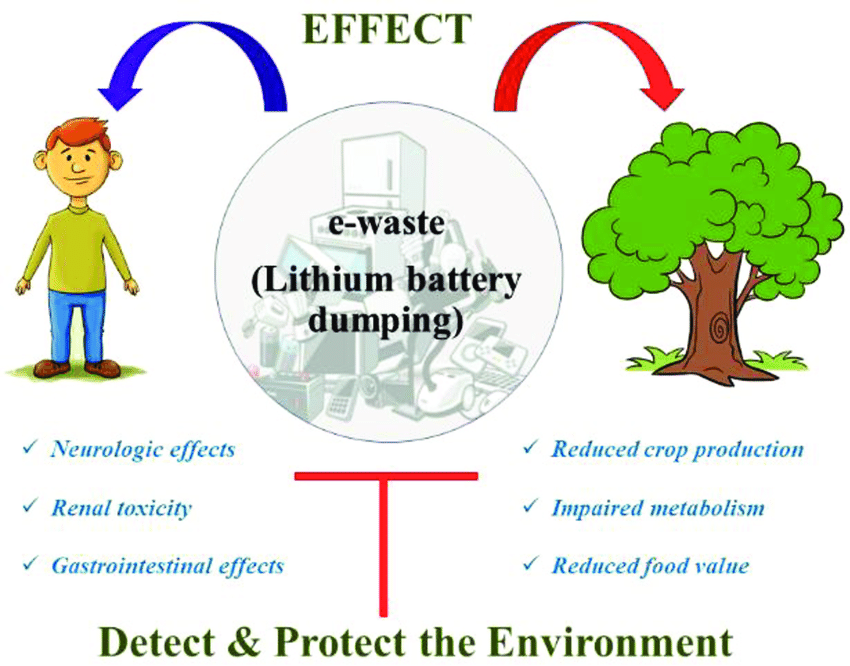 EFFECT
e-waste
(Lithium battery
dumping)
✓ Neurologic effects
✓ Renal toxicity
✓ Gastrointestinal effects
✓ Reduced crop production
✓ Impaired metabolism
✓ Reduced food value
Detect & Protect the Environment